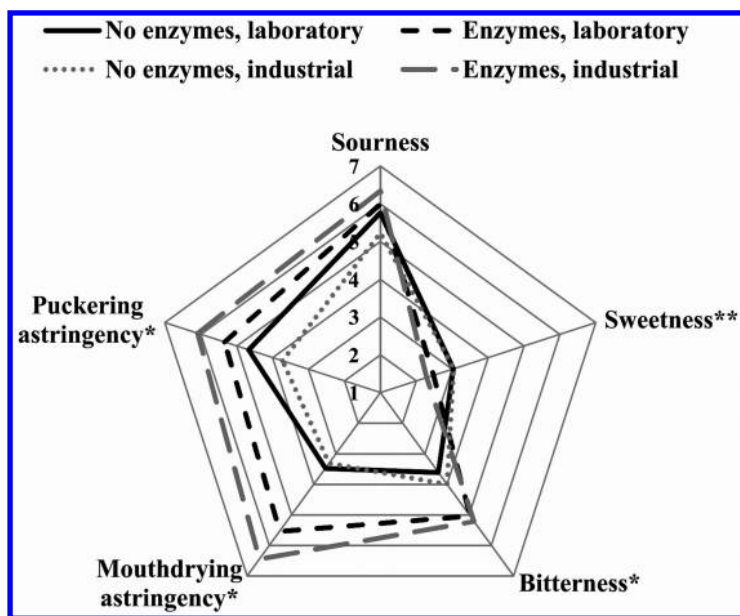 No enzymes, laboratory
Enzymes, laboratory
No enzymes, industrial
Enzymes, industrial
Sourness
7
6
5
4
3
2
1
Puckering
astringency*
Sweetness**
Mouthdrying
astringency*
Bitterness*